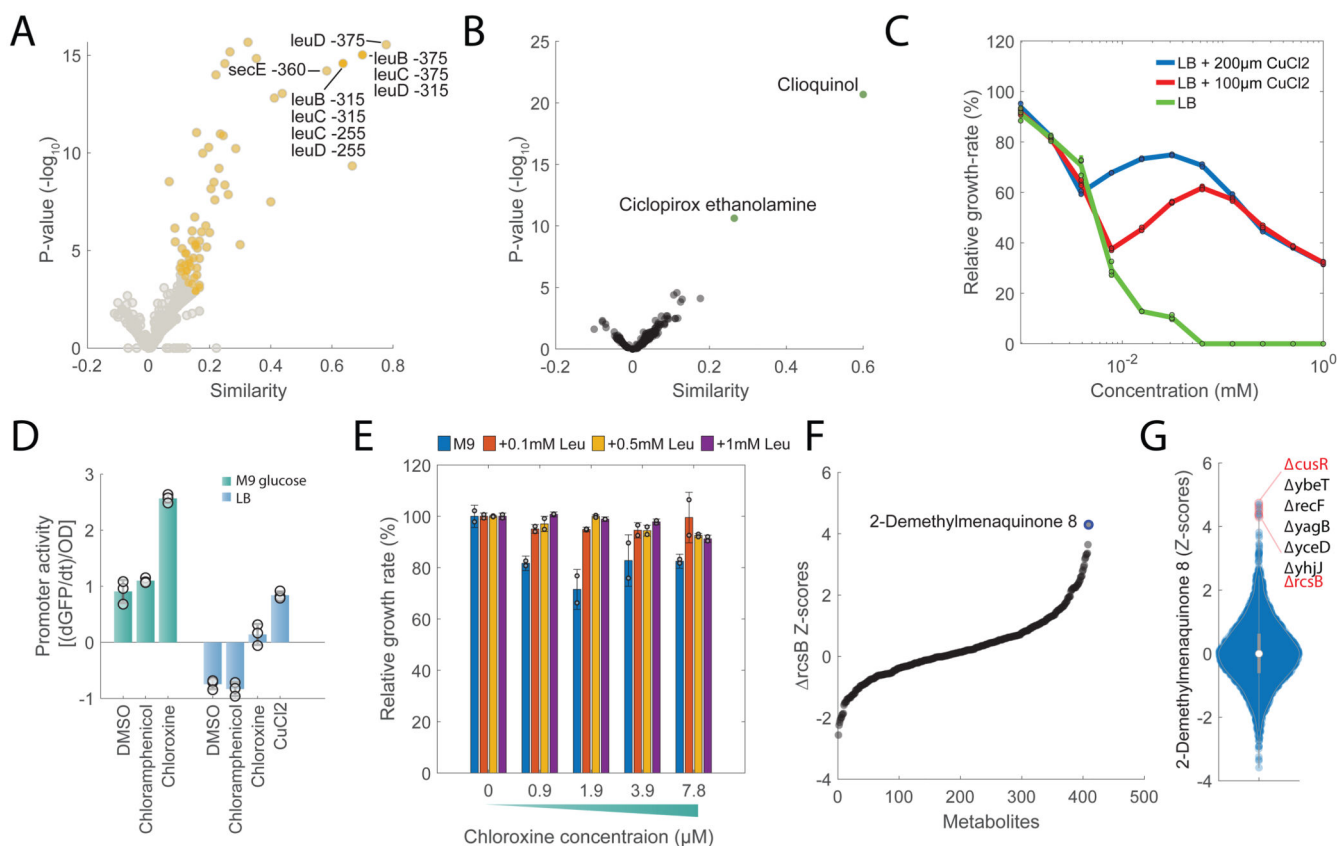 A
15
10
5
0
P-value (-log10)
-0.2
0
0.2
0.4
0.6
0.8
Similarity
leuD -375
leuB -375
leuC -375
leuD -315
secE -360
leuB -315
leuC -315
leuC -255
leuD -255
B
25
20
15
10
5
0
P-value (-log10)
-0.2
0
0.2
0.4
0.6
Similarity
Clioquinol
Ciclopirox ethanolamine
C
120
100
80
60
40
20
0
Relative growth-rate (%)
LB + 200µm CuCl2
LB + 100µm CuCl2
LB
10-2
100
Concentration (mM)
D
3
2
1
0
-1
Promoter activity
[(dGFP/dt)/OD]
M9 glucose
LB
DMSO
Chloramphenicol
Chloroxine
DMSO
Chloramphenicol
Chloroxine
CuCl2
E
M9
+0.1mM Leu
+0.5mM Leu
+1mM Leu
120
100
80
60
40
20
0
Relative growth rate (%)
0
0.9
1.9
3.9
7.8
Chloroxine concentraion (µM)
F
6
4
2
0
-2
-4
ΔrcsB Z-scores
2-Demethylmenaquinone 8
0
100
200
300
400
500
Metabolites
G
6
4
2
0
-2
-4
2-Demethylmenaquinone 8 (Z-scores)
ΔcusR
ΔybeT
ΔrecF
ΔyagB
ΔyceD
ΔyhjJ
ΔrcsB